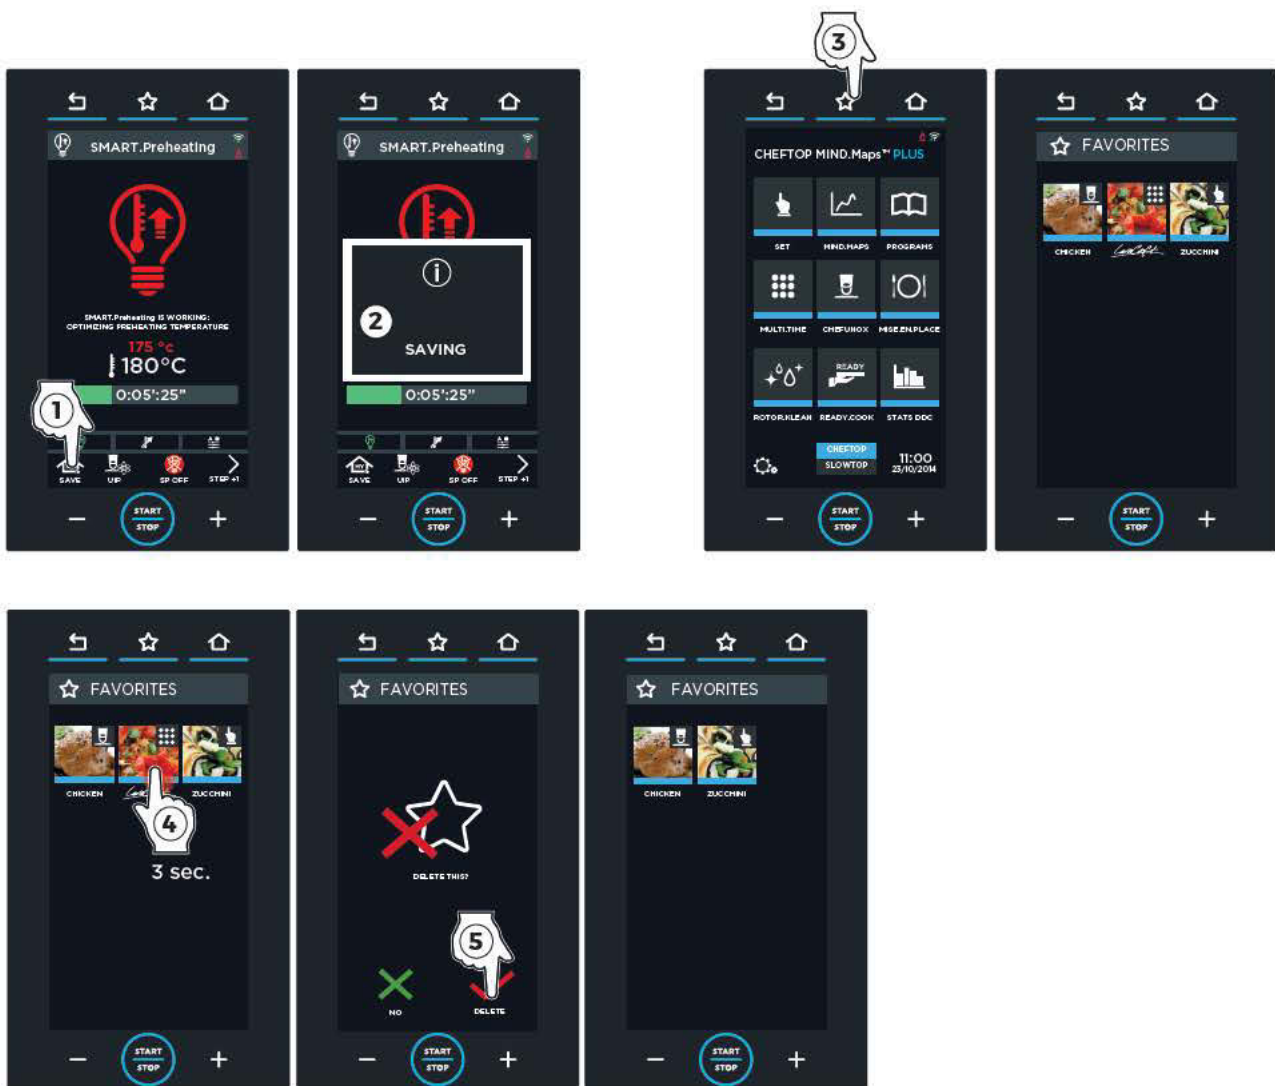 SMART.Preheating
SMART.Preheating IS WORKING:
OPTIMIZING PREHEATING TEMPERATURE
175 °c
180°C
0:05':25"
1
SAVE
UIP
SP OFF
STEP +1
START
STOP
SMART.Preheating
2
SAVING
0:05':25"
MY
SAVE
UIP
SP OFF
STEP +1
START
STOP
3
CHEFTOP MIND.Maps™ PLUS
SET
MIND.MAPS
PROGRAMS
MULTI.TIME
CHEFUNOX
MISE.EN.PLACE
READY
ROTOR.KLEAN
READY.COOK
STATS DDC
CHEFTOP
SLOWTOP
11:00
23/10/2014
START
STOP
FAVORITES
CHICKEN
ZUCCHINI
START
STOP
FAVORITES
CHICKEN
ZUCCHINI
4
3 sec.
START
STOP
FAVORITES
DELETE THIS?
5
NO
DELETE
START
STOP
FAVORITES
CHICKEN
ZUCCHINI
START
STOP